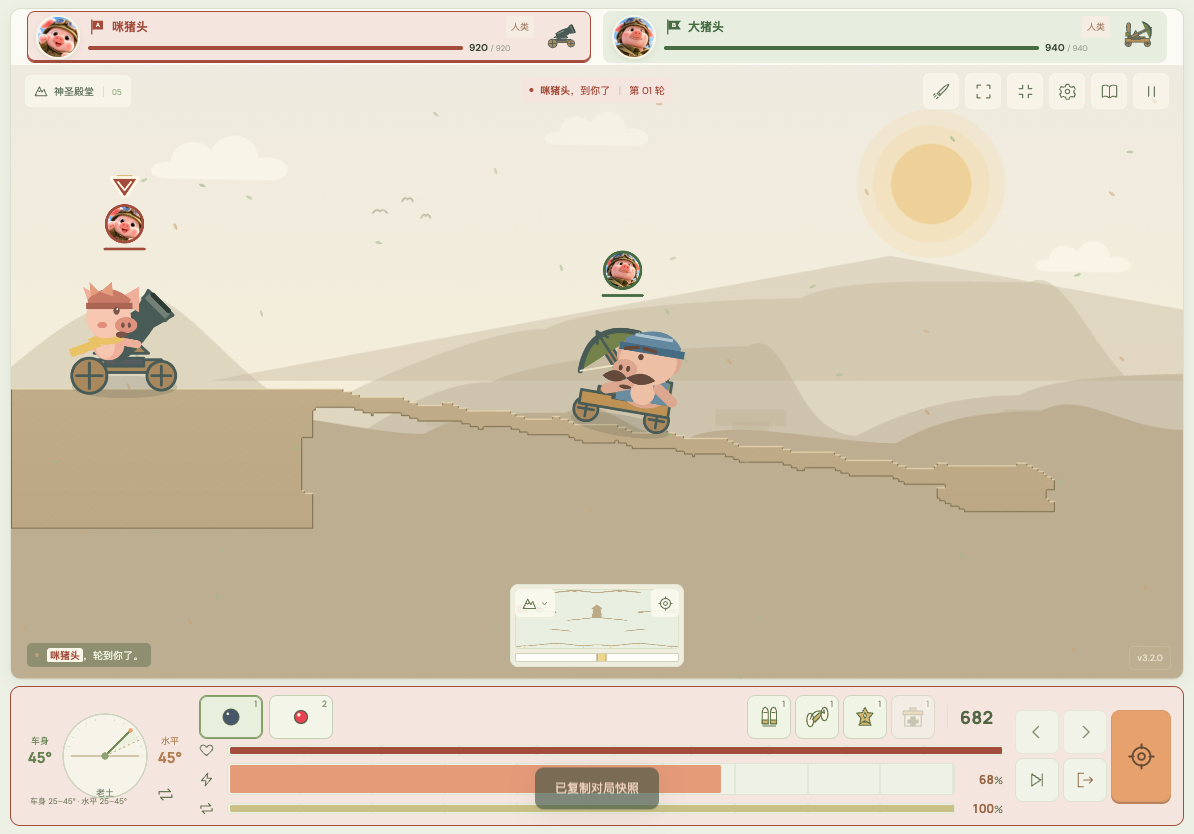 咪猪头
人类
920 / 920
大猪头
人类
940 / 940
神圣殿堂 05
咪猪头，到你了 第 01 轮
咪猪头，轮到你了。
v3.2.0
车身
45°
水平
45°
老土
车身 25–45° · 水平 25–45°
1
2
1
1
1
1
682
68%
已复制对局快照
100%